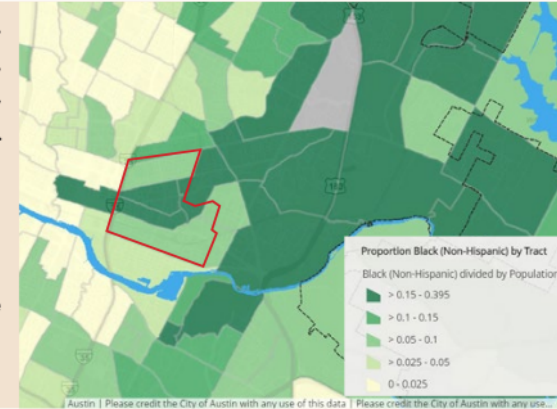 183
Proportion Black (Non-Hispanic) by Tract
Black (Non-Hispanic) divided by Population
> 0.15 - 0.395
> 0.1 - 0.15
> 0.05 - 0.1
> 0.025 - 0.05
0 - 0.025
Austin | Please credit the City of Austin with any use of this data | Please credit the City of Austin with any use...